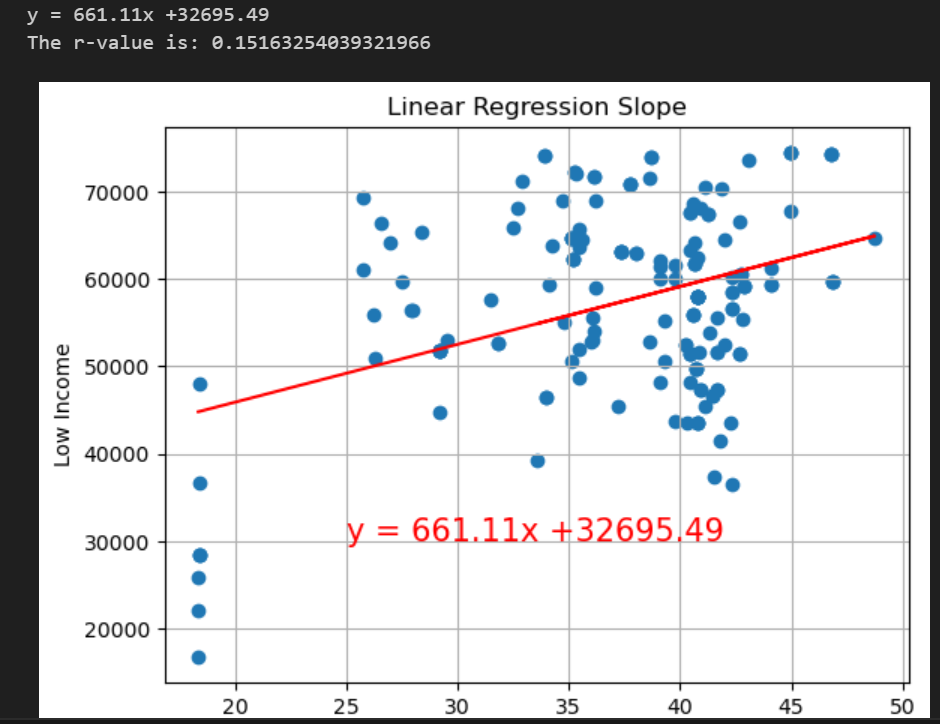 y = 661.11x +32695.49
The r-value is: 0.15163254039321966
Linear Regression Slope
70000
60000
50000
40000
30000
20000
Low Income
y = 661.11x +32695.49
20 25 30 35 40 45 50